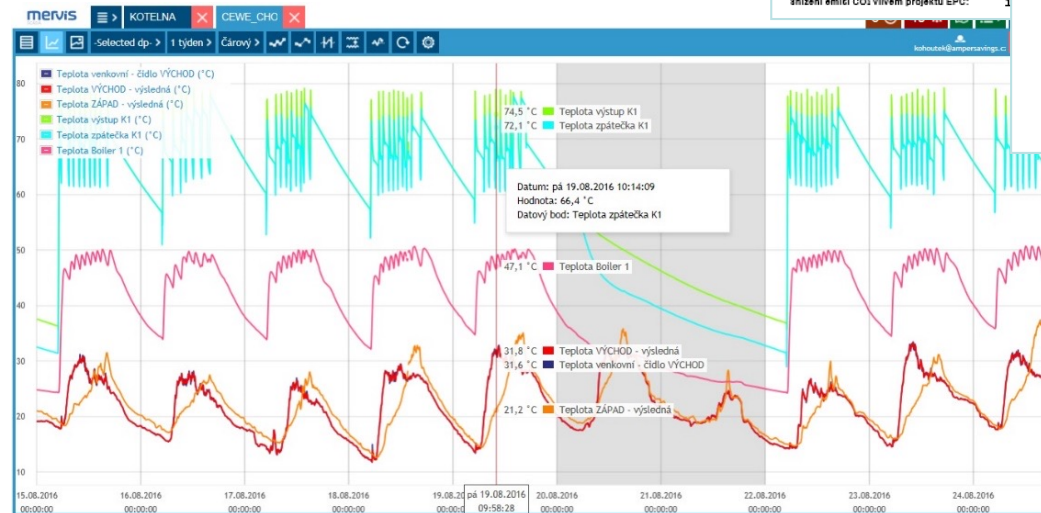 mervis
KOTELNA
CEWE_CHO
snížení emisí CO₂ vlivem projektu EPC:
-Selected dp- >
1 týden >
Čárový >
kohoutek@ampersavings.c:
Teplota venkovní - čidlo VÝCHOD (°C)
Teplota VÝCHOD - výsledná (°C)
Teplota ZÁPAD - výsledná (°C)
Teplota výstup K1 (°C)
Teplota zpátečka K1 (°C)
Teplota Boiler 1 (°C)
80
70
60
50
40
30
20
10
74,5 °C Teplota výstup K1
72,1 °C Teplota zpátečka K1
Datum: pá 19.08.2016 10:14:09
Hodnota: 66,4 °C
Datový bod: Teplota zpátečka K1
47,1 °C Teplota Boiler 1
31,8 °C Teplota VÝCHOD - výsledná
31,6 °C Teplota venkovní - čidlo VÝCHOD
21,2 °C Teplota ZÁPAD - výsledná
15.08.2016 00:00:00
16.08.2016 00:00:00
17.08.2016 00:00:00
18.08.2016 00:00:00
19.0
pá 19.08.2016
09:58:28
20.08.2016 00:00:00
21.08.2016 00:00:00
22.08.2016 00:00:00
23.08.2016 00:00:00
24.08.2016 00:00:00